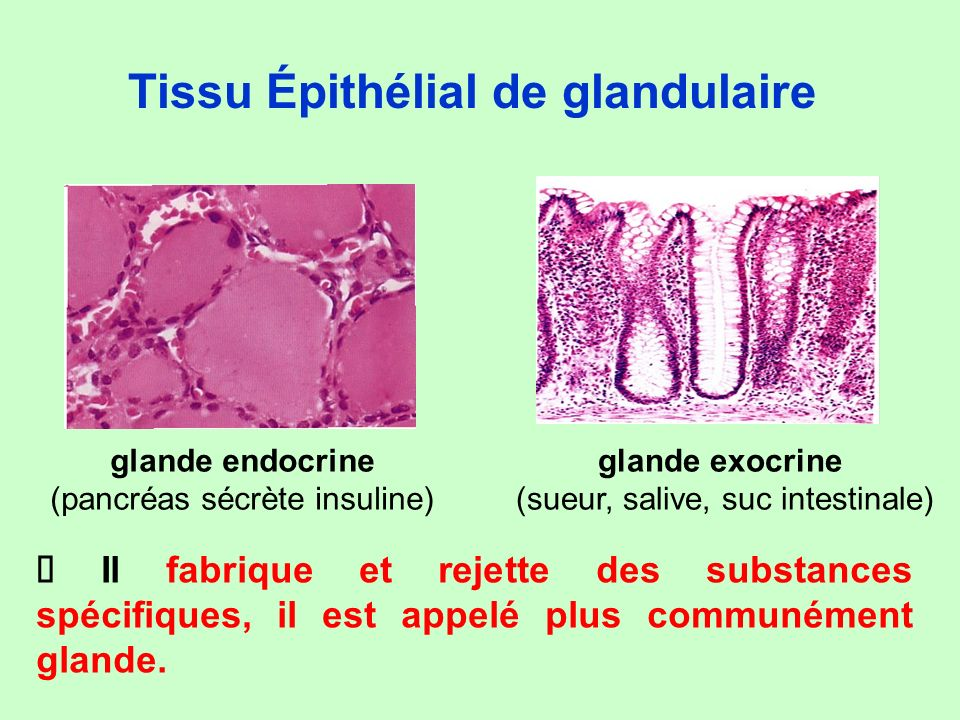 Tissu Épithélial de glandulaire
glande endocrine
(pancréas sécrète insuline)
glande exocrine
(sueur, salive, suc intestinale)
Il fabrique et rejette des substances
spécifiques, il est appelé plus communément
glande.